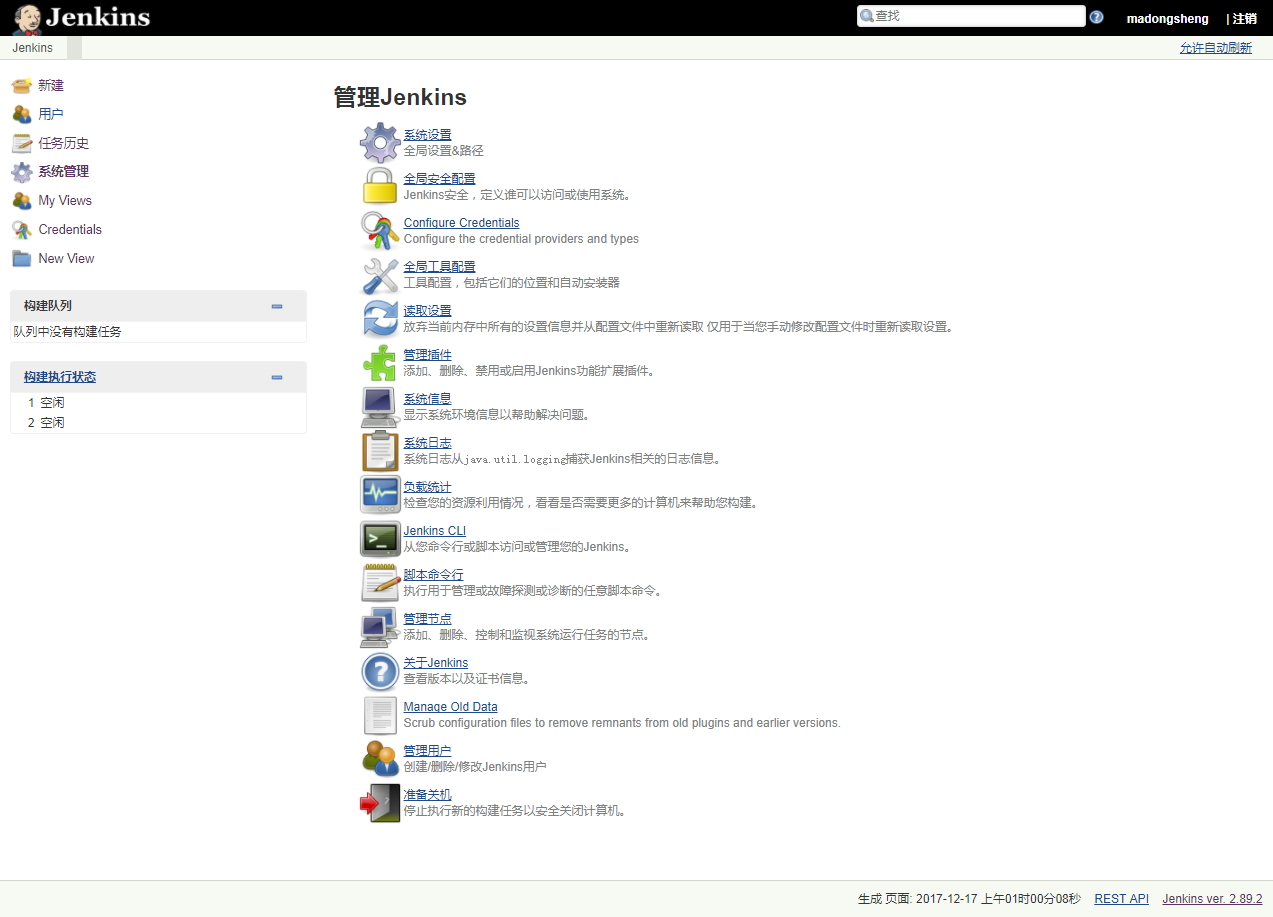 Jenkins
查找
madongsheng
| 注销
Jenkins
允许自动刷新
新建
用户
任务历史
系统管理
My Views
Credentials
New View
构建队列
队列中没有构建任务
构建执行状态
1 空闲
2 空闲
管理Jenkins
系统设置
全局设置&路径
全局安全配置
Jenkins安全，定义谁可以访问或使用系统。
Configure Credentials
Configure the credential providers and types
全局工具配置
工具配置，包括它们的位置和自动安装器
读取设置
放弃当前内存中所有的设置信息并从配置文件中重新读取 仅用于当您手动修改配置文件时重新读取设置。
管理插件
添加、删除、禁用或启用Jenkins功能扩展插件。
系统信息
显示系统环境信息以帮助解决问题。
系统日志
系统日志从java.util.logging捕获Jenkins相关的日志信息。
负载统计
检查您的资源利用情况，看看是否需要更多的计算机来帮助您构建。
Jenkins CLI
从您命令行或脚本访问或管理您的Jenkins。
脚本命令行
执行用于管理或故障探测或诊断的任意脚本命令。
管理节点
添加、删除、控制和监视系统运行任务的节点。
关于Jenkins
查看版本以及证书信息。
Manage Old Data
Scrub configuration files to remove remnants from old plugins and earlier versions.
管理用户
创建/删除/修改Jenkins用户
准备关机
停止执行新的构建任务以安全关闭计算机。
生成 页面: 2017-12-17 上午01时00分08秒 REST API Jenkins ver. 2.89.2